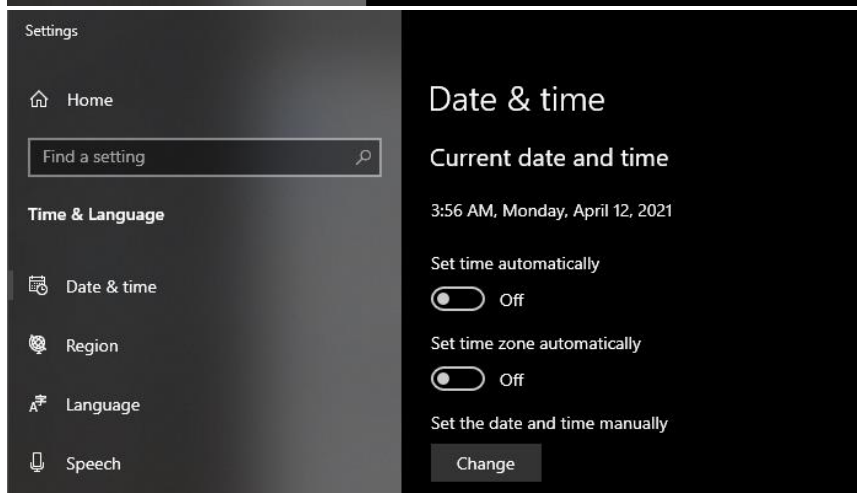 Settings
Home
Find a setting
Time & Language
Date & time
Region
Language
Speech
Date & time
Current date and time
3:56 AM, Monday, April 12, 2021
Set time automatically
Off
Set time zone automatically
Off
Set the date and time manually
Change